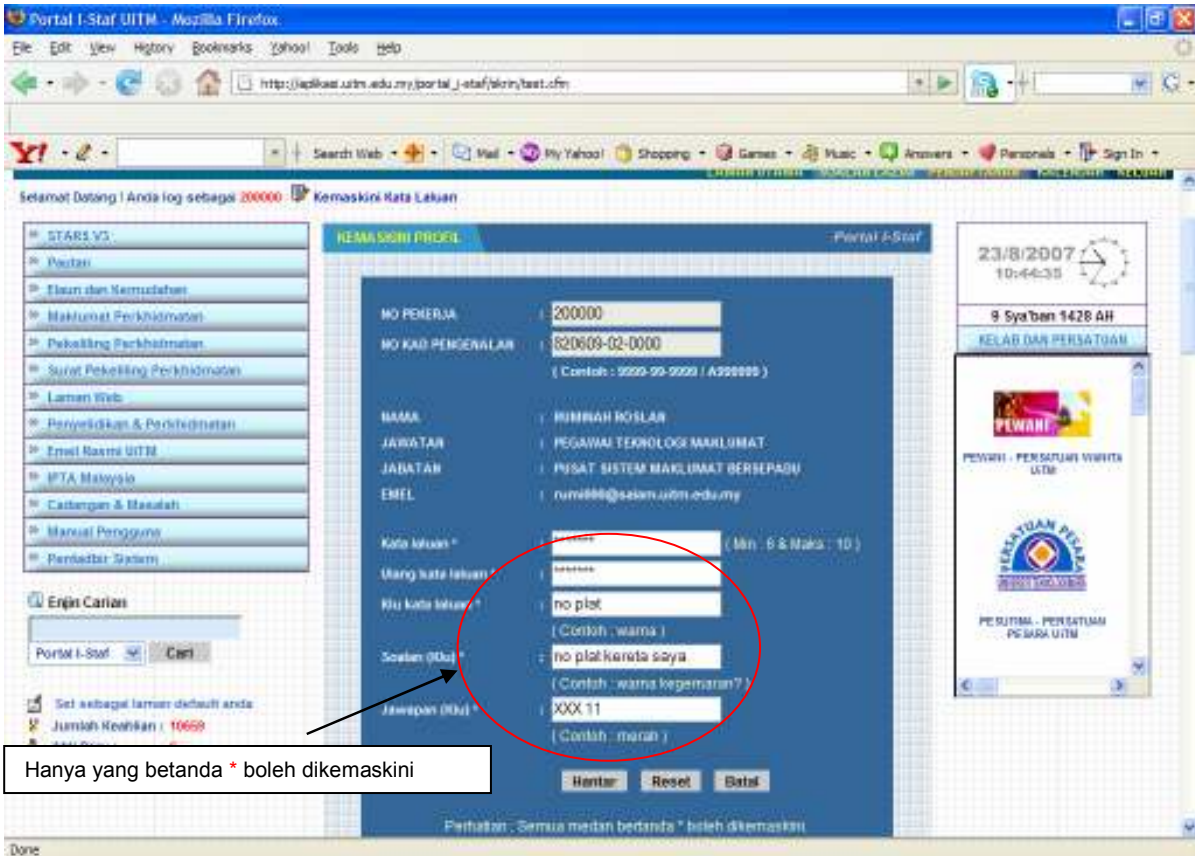 Portal I-Staf UiTM - Mozilla Firefox
File Edit View History Bookmarks Yahoo! Tools Help
http://aplikasi.uitm.edu.my/portal_i-staf/skrin/test.cfm
Y! Search Web Mail My Yahoo! Shopping Games Music Answers Personals Sign In
Selamat Datang ! Anda log sebagai 200000 Kemaskini Kata Laluan
STARS V3
Pautan
Elaun dan Kemudahan
Maklumat Perkhidmatan
Pekeliling Perkhidmatan
Surat Pekeliling Perkhidmatan
Laman Web
Penyelidikan & Perkhidmatan
Emel Rasmi UiTM
IPTA Malaysia
Cadangan & Masalah
Manual Pengguna
Pentadbir Sistem
Enjin Carian
Portal I-Staf Cari
Set sebagai laman default anda
Jumlah Keahlian : 10659
KEMASKINI PROFIL Portal I-Staf
NO PEKERJA : 200000
NO KAD PENGENALAN : 820609-02-0000
( Contoh : 9999-99-9999 / A999999 )
NAMA : RUMINAH ROSLAN
JAWATAN : PEGAWAI TEKNOLOGI MAKLUMAT
JABATAN : PUSAT SISTEM MAKLUMAT BERSEPADU
EMEL : rumi888@salam.uitm.edu.my
Kata laluan * : ******* ( Min : 6 & Maks : 10 )
Ulang kata laluan * : *******
Klu kata laluan * : no plat
( Contoh : warna )
Soalan (Klu) * : no plat kereta saya
( Contoh : warna kegemaran? )
Jawapan (Klu) * : XXX 11
( Contoh : merah )
Hantar Reset Batal
Perhatian : Semua medan bertanda * boleh dikemaskini
Hanya yang betanda * boleh dikemaskini
23/8/2007
10:44:35
9 Sya'ban 1428 AH
KELAB DAN PERSATUAN
PEWANI
PEWANI - PERSATUAN WANITA
UiTM
PERSATUAN PESARA
PESUTIMA - PERSATUAN
PESARA UiTM
Done